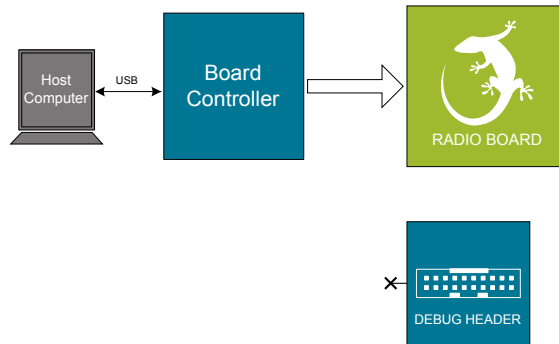 Host
Computer
USB
Board
Controller
RADIO BOARD
DEBUG HEADER